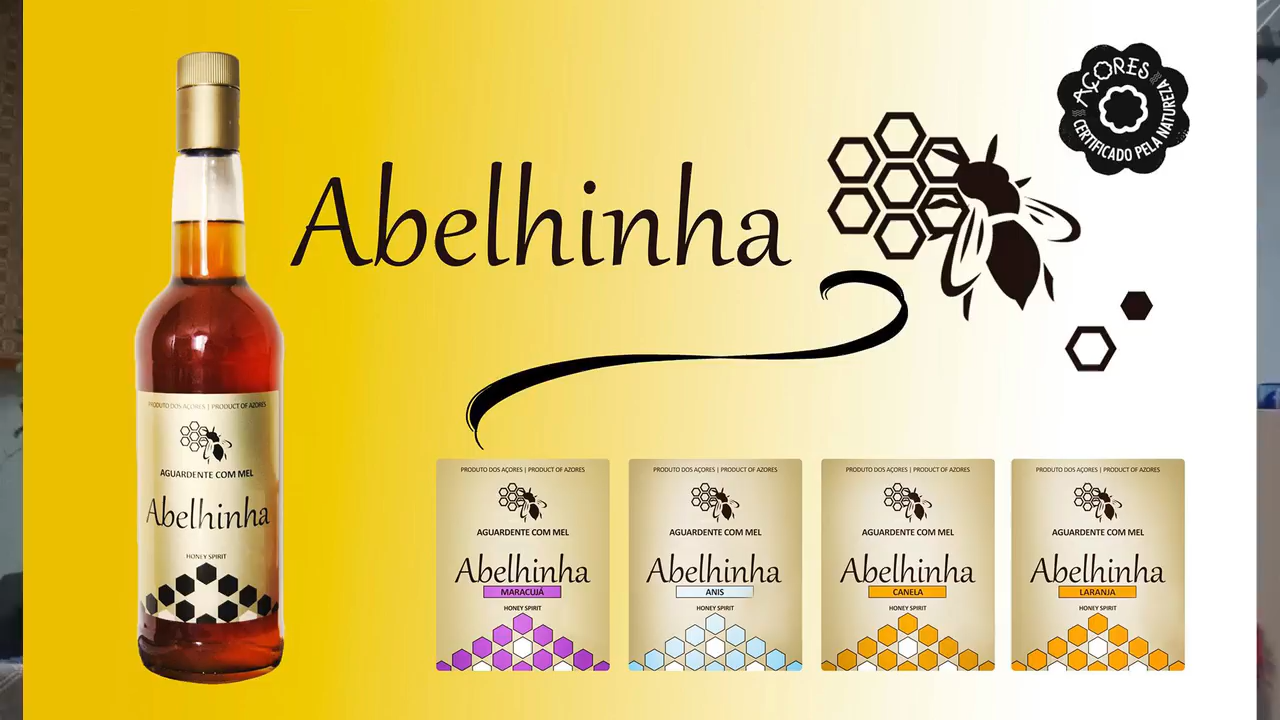 Abelhinha
AÇORES
CERTIFICADO PELA NATUREZA
PRODUTO DOS AÇORES | PRODUCT OF AZORES
AGUARDENTE COM MEL
Abelhinha
HONEY SPIRIT
PRODUTO DOS AÇORES | PRODUCT OF AZORES
AGUARDENTE COM MEL
Abelhinha
MARACUJÁ
HONEY SPIRIT
PRODUTO DOS AÇORES | PRODUCT OF AZORES
AGUARDENTE COM MEL
Abelhinha
ANIS
HONEY SPIRIT
PRODUTO DOS AÇORES | PRODUCT OF AZORES
AGUARDENTE COM MEL
Abelhinha
CANELA
HONEY SPIRIT
PRODUTO DOS AÇORES | PRODUCT OF AZORES
AGUARDENTE COM MEL
Abelhinha
LARANJA
HONEY SPIRIT